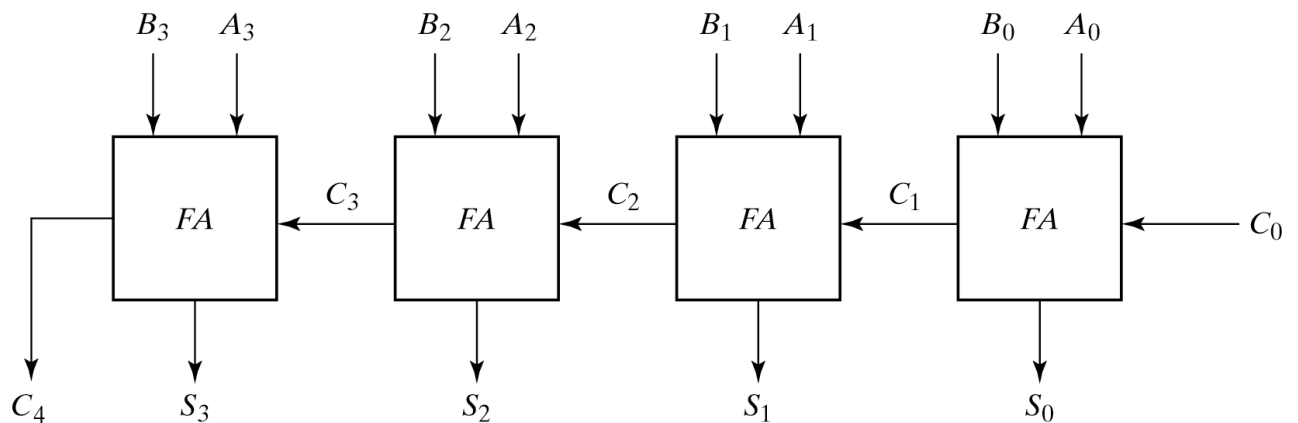 B₃ A₃ B₂ A₂ B₁ A₁ B₀ A₀
C₃ C₂ C₁
FA FA FA FA C₀
C₄ S₃ S₂ S₁ S₀